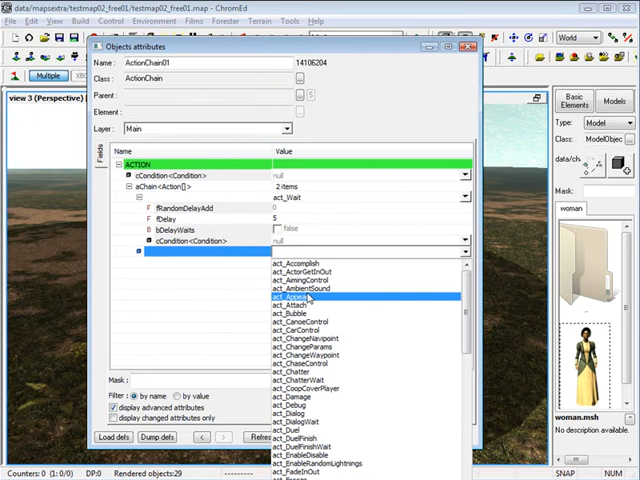 data/mapsextra/testmap02_free01/testmap02_free01.map - ChromEd
File Edit View Build Control Environment Forester Terrain Tools Help
Multiple
view 3 (Perspective)
Objects attributes
Name : ActionChain01 14106204
Class : ActionChain
Parent : S
Element :
Layer : Main
Fields
Name Value
ACTION
cCondition<Condition> null
aChain<Action[]> 2 items
act_Wait
F fRandomDelayAdd 0
F fDelay 5
B bDelayWaits false
cCondition<Condition> null
act_Accomplish
act_ActorGetInOut
act_AimingControl
act_AmbientSound
act_Appear
act_Attach
act_Bubble
act_CanoeControl
act_CarControl
act_ChangeNavipoint
act_ChangeParams
act_ChangeWaypoint
act_ChaseControl
act_Chatter
act_ChatterWait
act_CoopCoverPlayer
act_Damage
act_Debug
act_Dialog
act_DialogWait
act_Duel
act_DuelFinish
act_DuelFinishWait
act_EnableDisable
act_EnableRandomLightnings
act_FadeInOut
Mask :
Filter : by name by value
display advanced attributes
display changed attributes only
Load defs Dump defs < >
Basic Elements Models
Type: Model
Class: ModelObjec
data/ch
Mask:
woman
woman.msh
No description available.
Counters: 0 (1: 0/0) DP:0 Rendered objects:29 --------- SNAP NUM